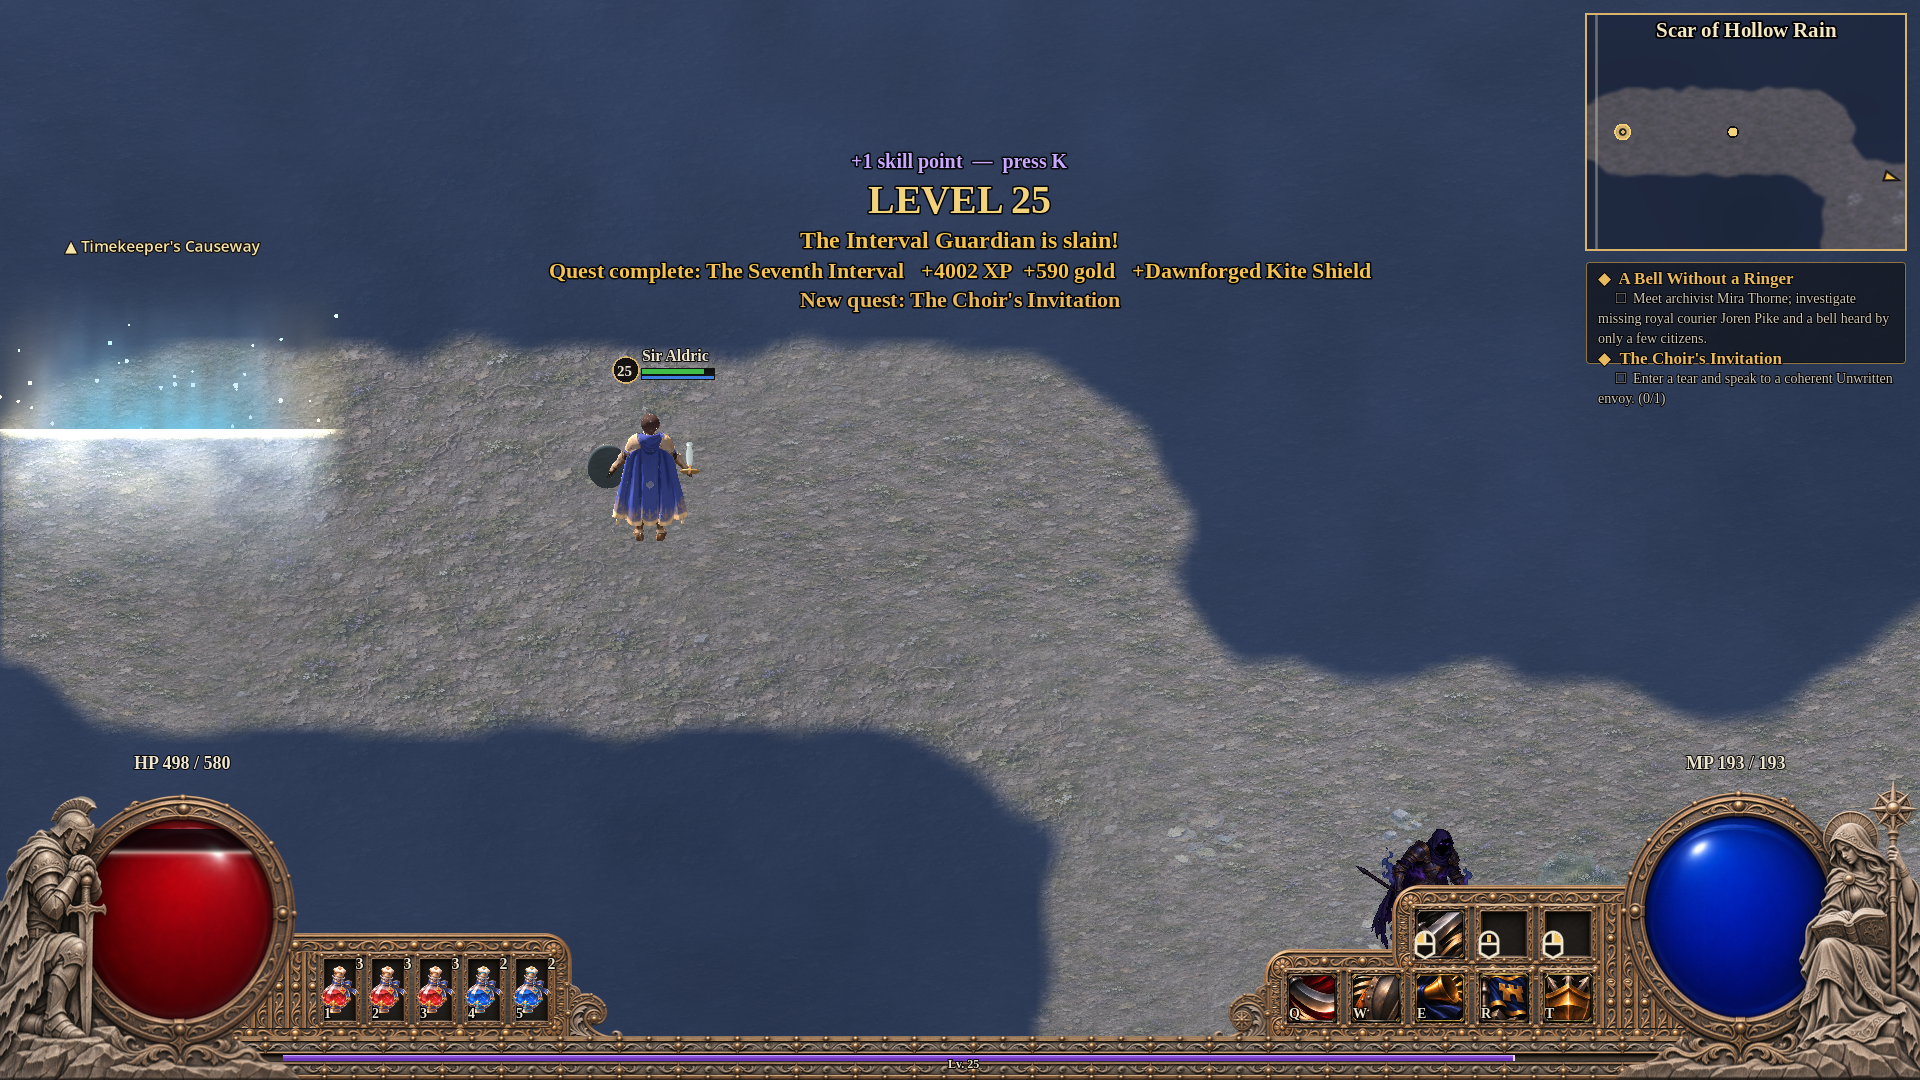 Scar of Hollow Rain
+1 skill point — press K
LEVEL 25
The Interval Guardian is slain!
Quest complete: The Seventh Interval +4002 XP +590 gold +Dawnforged Kite Shield
New quest: The Choir's Invitation
▲ Timekeeper's Causeway
◆ A Bell Without a Ringer
☐ Meet archivist Mira Thorne; investigate
missing royal courier Joren Pike and a bell heard by
only a few citizens.
◆ The Choir's Invitation
☐ Enter a tear and speak to a coherent Unwritten
envoy. (0/1)
Sir Aldric
25
HP 498 / 580
MP 193 / 193
3 3 3 2 2
1 2 3 4 5
Q W E R T
Lv. 25